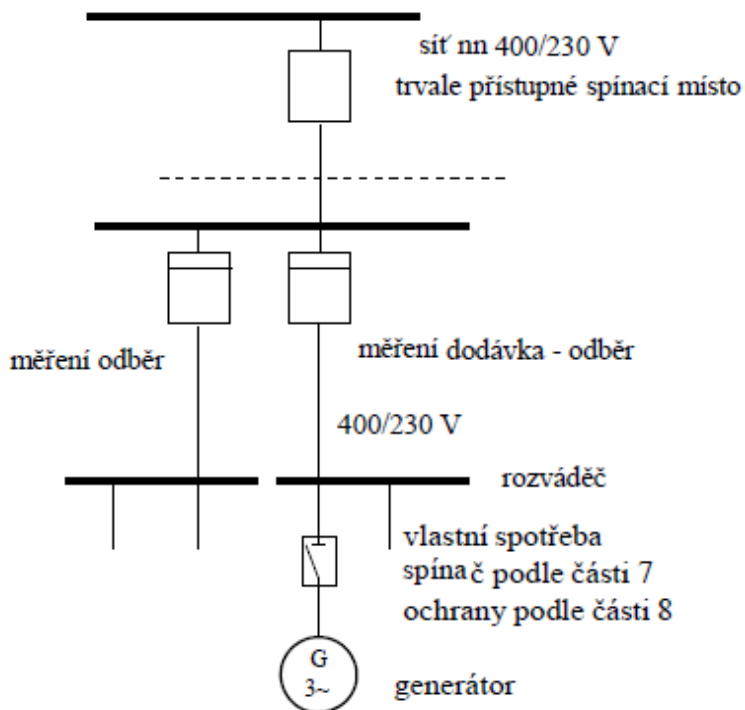 síť nn 400/230 V
trvale přístupné spínací místo
měření odběr
měření dodávka - odběr
400/230 V
rozváděč
vlastní spotřeba
spínač podle části 7
ochrany podle části 8
G
3~
generátor